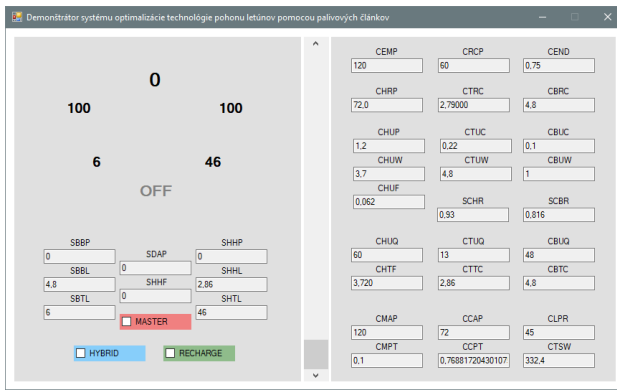 Demonštrátor systému optimalizácie technológie pohonu letúnov pomocou palivových článkov
0
100 100
6 46
OFF
SBBP SHHP
0 SDAP 0
SBBL 0 SHHL
4,8 SHHF 2,86
SBTL 0 SHTL
6 MASTER 46
HYBRID RECHARGE
CEMP CRCP CEND
120 60 0,75
CHRP CTRC CBRC
72,0 2,79000 4,8
CHUP CTUC CBUC
1,2 0,22 0,1
CHUW CTUW CBUW
3,7 4,8 1
CHUF SCHR SCBR
0,062 0,93 0,816
CHUQ CTUQ CBUQ
60 13 48
CHTF CTTC CBTC
3,720 2,86 4,8
CMAP CCAP CLPR
120 72 45
CMPT CCPT CTSW
0,1 0,76881720430107 332,4